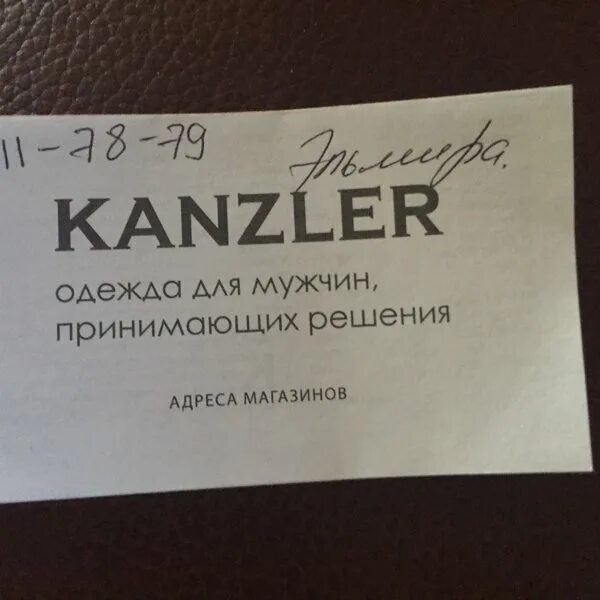 11-78-79 Эльмира.
KANZLER
одежда для мужчин,
принимающих решения
АДРЕСА МАГАЗИНОВ